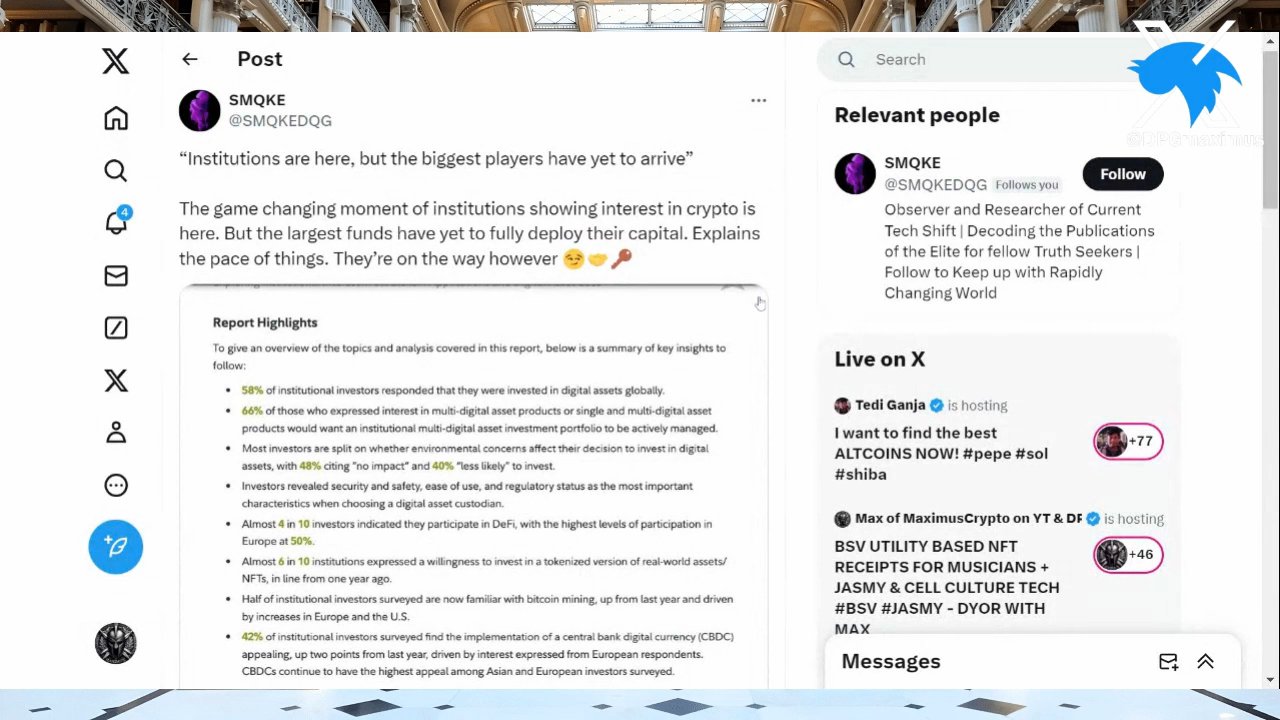 Post
Search
SMQKE
@SMQKEDQG
“Institutions are here, but the biggest players have yet to arrive”
The game changing moment of institutions showing interest in crypto is
here. But the largest funds have yet to fully deploy their capital. Explains
the pace of things. They’re on the way however 😏🤝🔑
Report Highlights
To give an overview of the topics and analysis covered in this report, below is a summary of key insights to
follow:
• 58% of institutional investors responded that they were invested in digital assets globally.
• 66% of those who expressed interest in multi-digital asset products or single and multi-digital asset
products would want an institutional multi-digital asset investment portfolio to be actively managed.
• Most investors are split on whether environmental concerns affect their decision to invest in digital
assets, with 48% citing "no impact" and 40% "less likely" to invest.
• Investors revealed security and safety, ease of use, and regulatory status as the most important
characteristics when choosing a digital asset custodian.
• Almost 4 in 10 investors indicated they participate in DeFi, with the highest levels of participation in
Europe at 50%.
• Almost 6 in 10 institutions expressed a willingness to invest in a tokenized version of real-world assets/
NFTs, in line from one year ago.
• Half of institutional investors surveyed are now familiar with bitcoin mining, up from last year and driven
by increases in Europe and the U.S.
• 42% of institutional investors surveyed find the implementation of a central bank digital currency (CBDC)
appealing, up two points from last year, driven by interest expressed from European respondents.
CBDCs continue to have the highest appeal among Asian and European investors surveyed.
4
@DPGmaximus
Relevant people
SMQKE
@SMQKEDQG Follows you
Follow
Observer and Researcher of Current
Tech Shift | Decoding the Publications
of the Elite for fellow Truth Seekers |
Follow to Keep up with Rapidly
Changing World
Live on X
Tedi Ganja is hosting
I want to find the best
ALTCOINS NOW! #pepe #sol
#shiba
+77
Max of MaximusCrypto on YT & DP is hosting
BSV UTILITY BASED NFT
RECEIPTS FOR MUSICIANS +
JASMY & CELL CULTURE TECH
#BSV #JASMY - DYOR WITH
MAX
+46
Messages